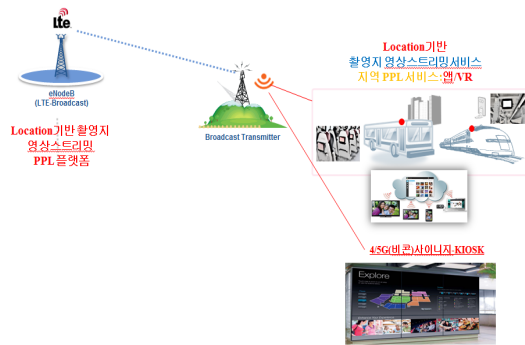 Lte
eNodeB
(LTE-Broadcast)
Location기반 촬영지
영상스트리밍
PPL 플랫폼
Broadcast Transmitter
Location기반
촬영지 영상스트리밍서비스
지역 PPL 서비스:앱/VR
4/5G(비콘)사이니지-KIOSK
Explore